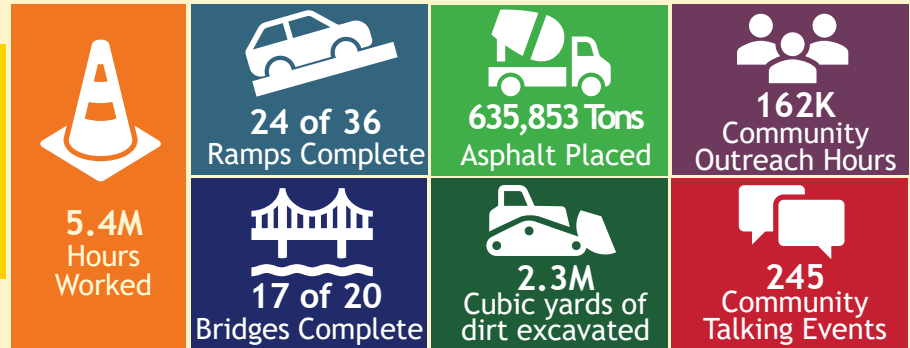 5.4M
Hours
Worked
24 of 36
Ramps Complete
635,853 Tons
Asphalt Placed
162K
Community
Outreach Hours
17 of 20
Bridges Complete
2.3M
Cubic yards of
dirt excavated
245
Community
Talking Events